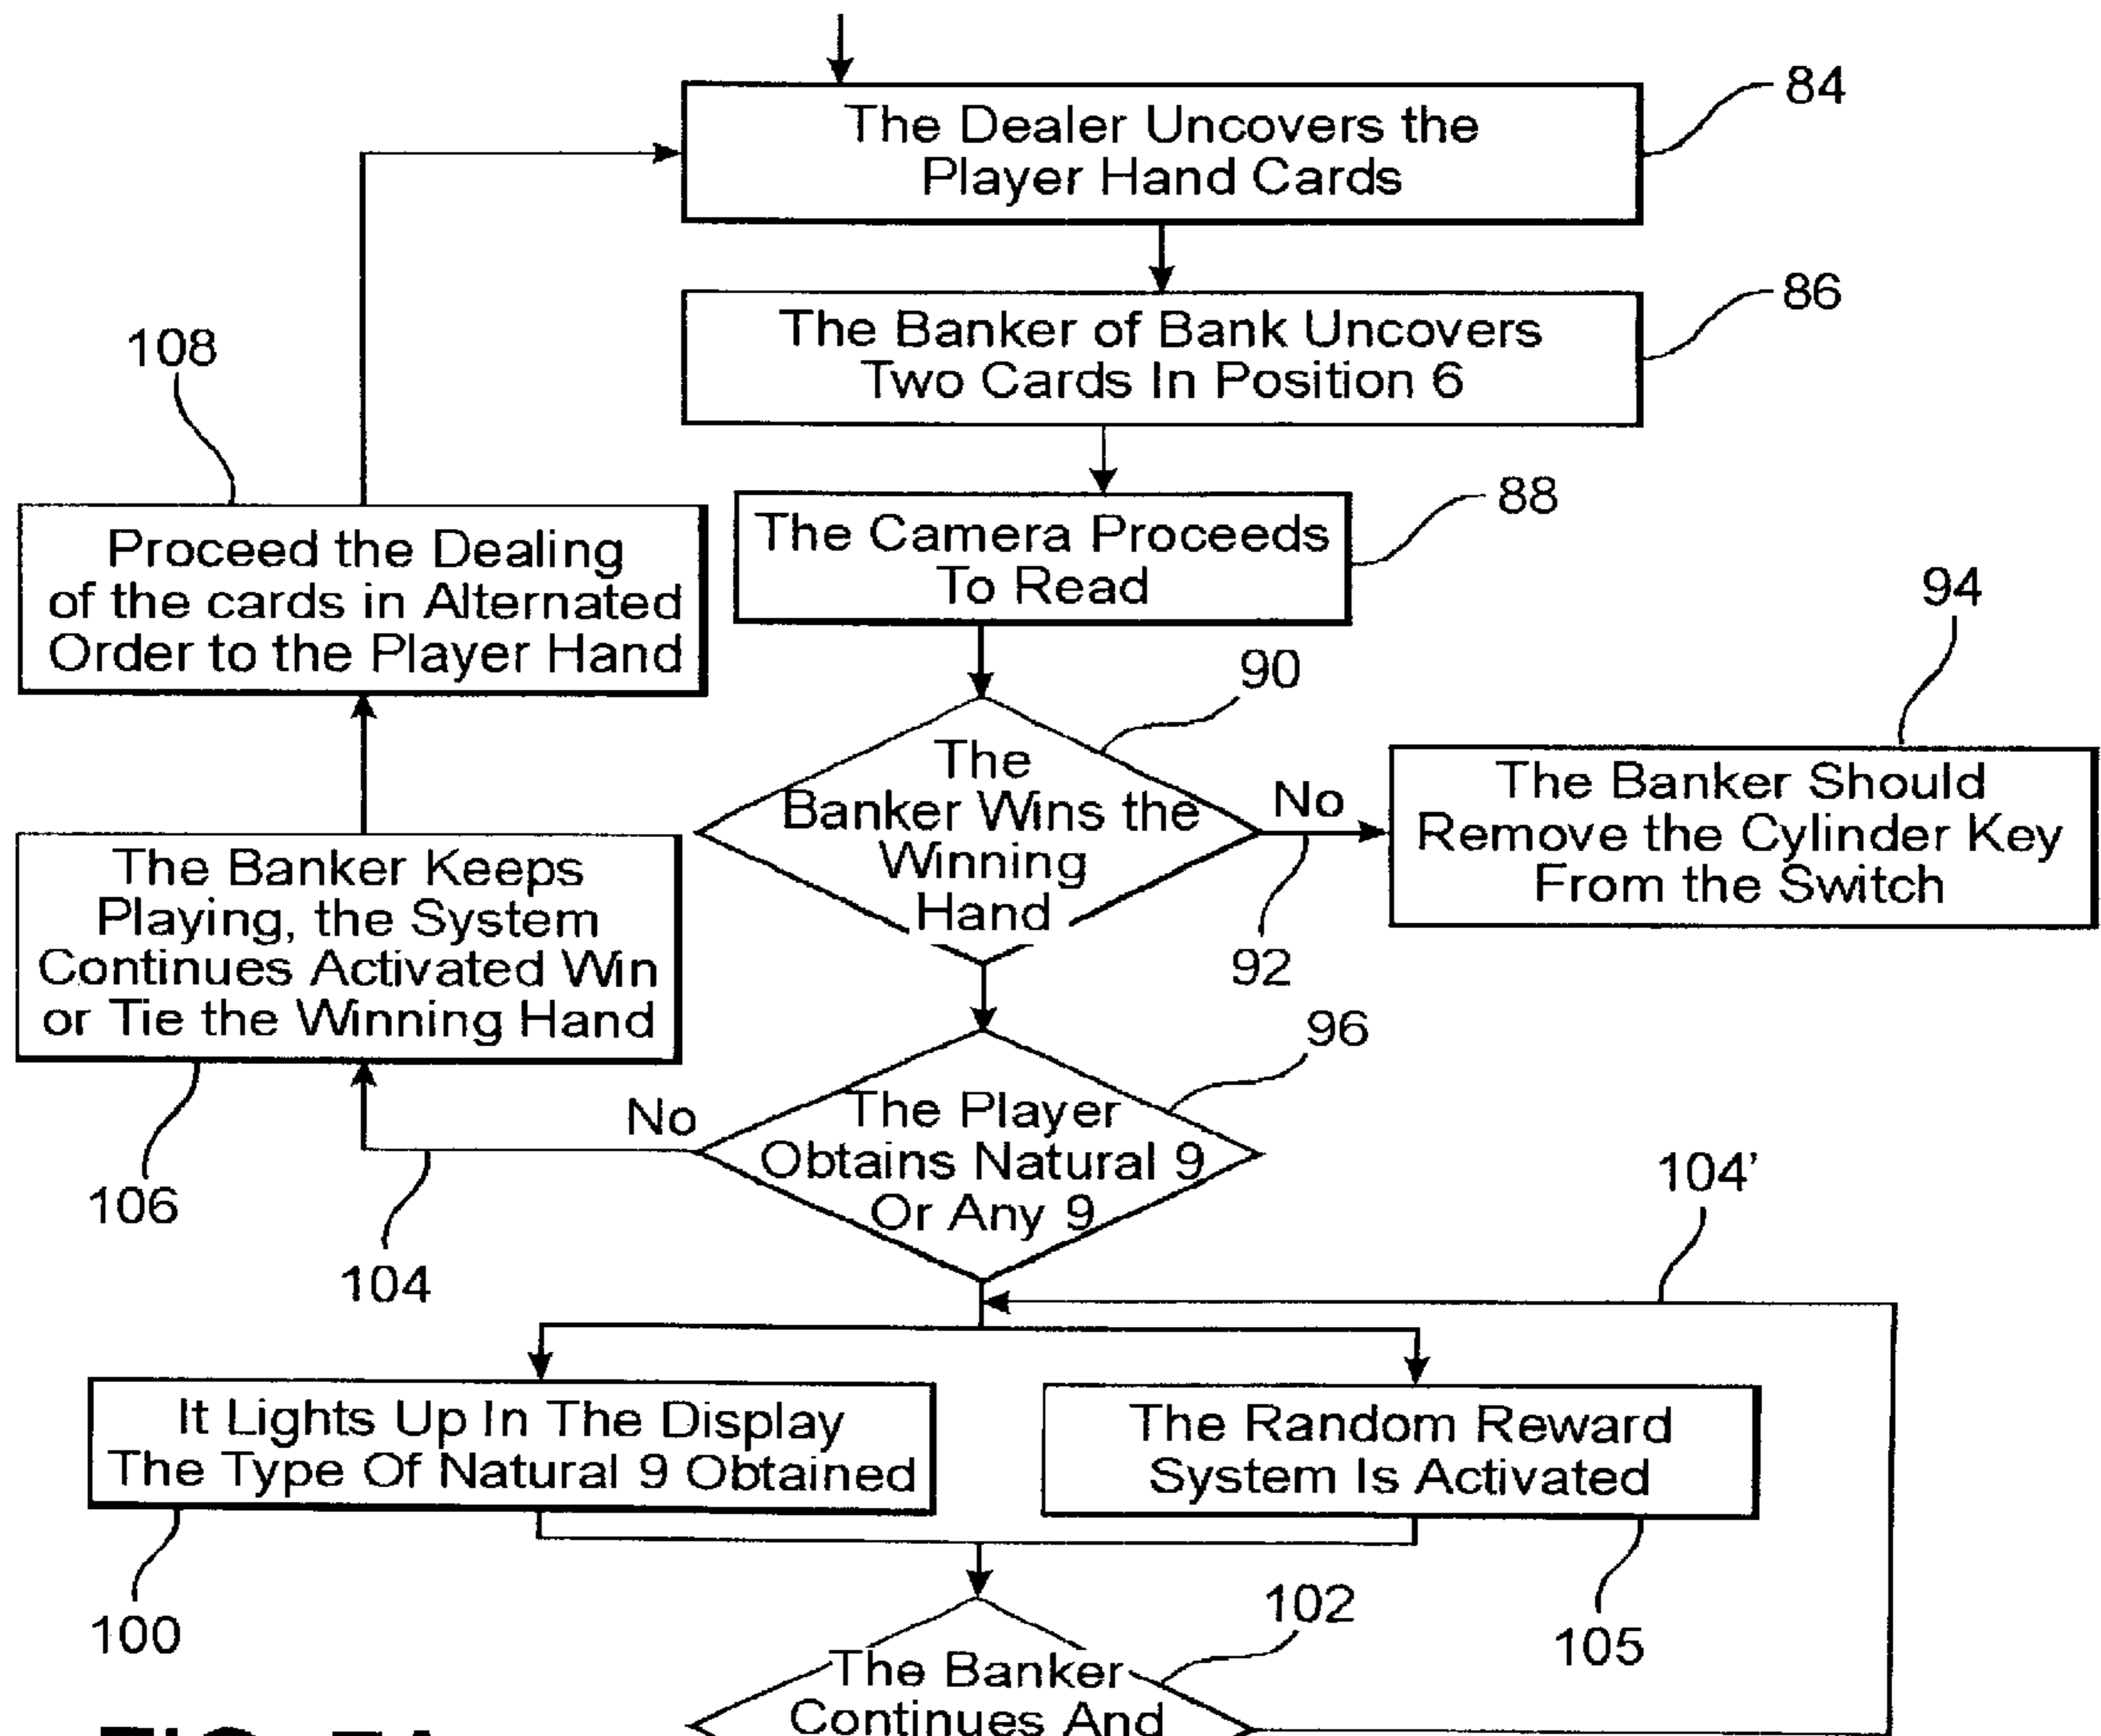 The Dealer Uncovers the
Player Hand Cards
84
The Banker of Bank Uncovers
Two Cards In Position 6
86
108
Proceed the Dealing
of the cards in Alternated
Order to the Player Hand
The Camera Proceeds
To Read
88
90
94
The
Banker Wins the
Winning
Hand
No
92
The Banker Should
Remove the Cylinder Key
From the Switch
The Banker Keeps
Playing, the System
Continues Activated Win
or Tie the Winning Hand
106
96
The Player
Obtains Natural 9
Or Any 9
No
104
104'
It Lights Up In The Display
The Type Of Natural 9 Obtained
100
The Random Reward
System Is Activated
105
102
The Banker
Continues And